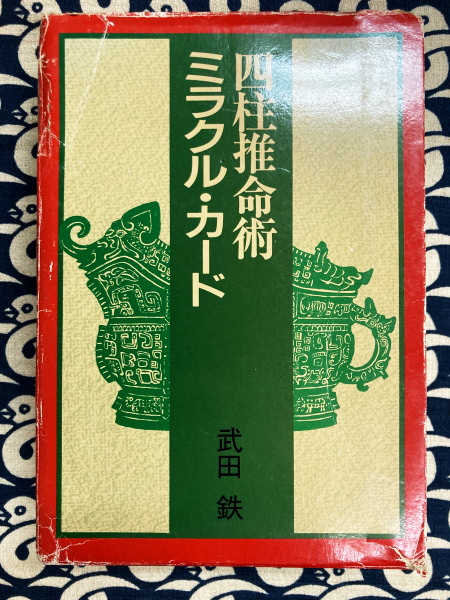 四柱推命術
ミラクル・カード
武田 鉄